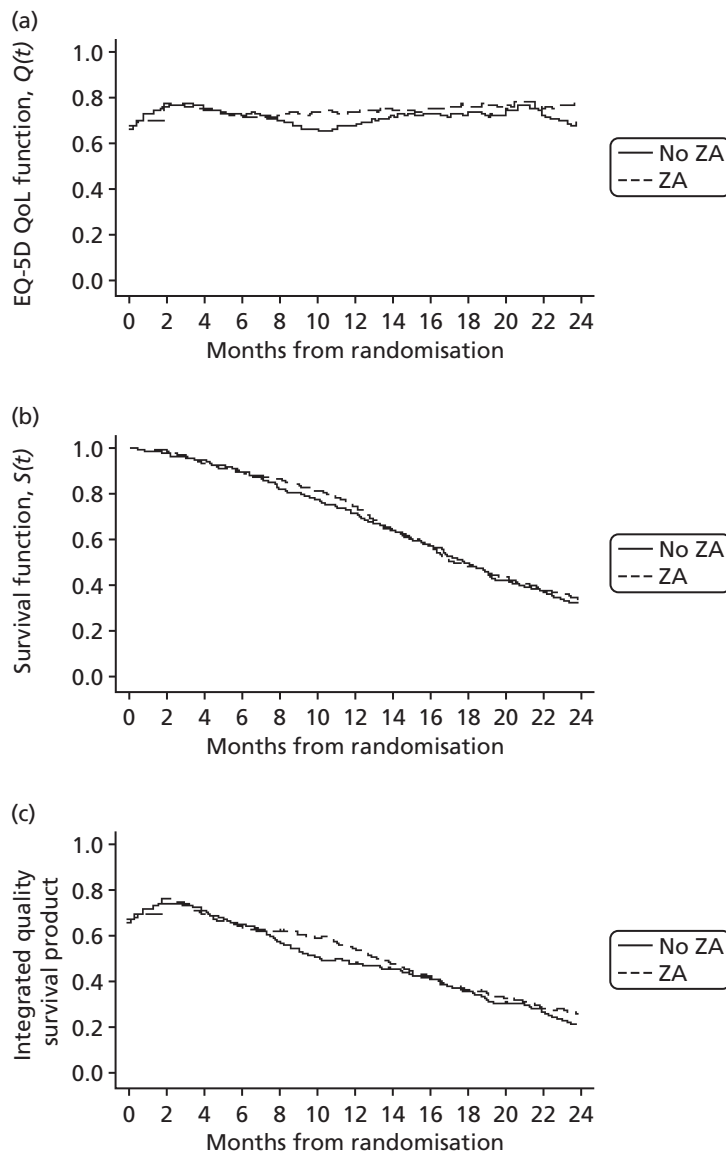 (a)
EQ-5D QoL function, Q(t)
1.0
0.8
0.6
0.4
0.2
0.0
0 2 4 6 8 10 12 14 16 18 20 22 24
Months from randomisation
No ZA
ZA
(b)
Survival function, S(t)
1.0
0.8
0.6
0.4
0.2
0.0
0 2 4 6 8 10 12 14 16 18 20 22 24
Months from randomisation
No ZA
ZA
(c)
Integrated quality
survival product
1.0
0.8
0.6
0.4
0.2
0.0
0 2 4 6 8 10 12 14 16 18 20 22 24
Months from randomisation
No ZA
ZA